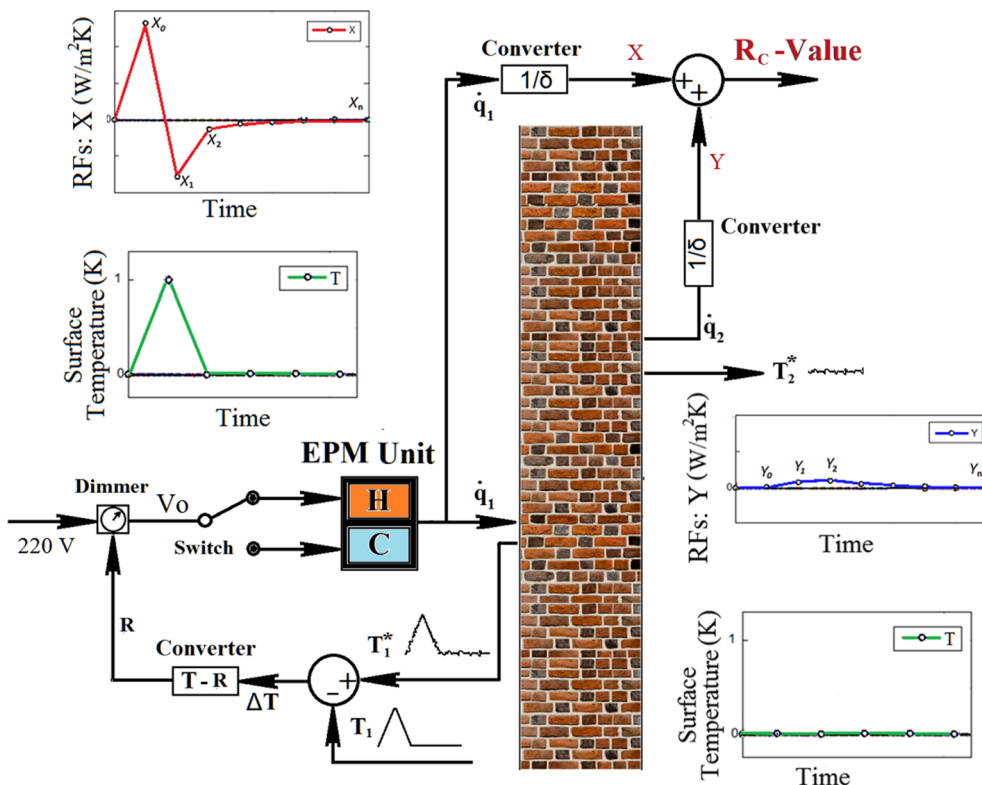 X₀
X
Xₙ
X₂
X₁
0
RFs: X (W/m²K)
Time
Converter
1/δ
q̇₁
X
+
+
R_C -Value
Y
Converter
1/δ
q̇₂
T₂*
T
1
0
Surface
Temperature (K)
Time
Y
Y₀
Y₁
Y₂
Yₙ
0
RFs: Y (W/m²K)
Time
EPM Unit
H
C
q̇₁
Dimmer
Vo
220 V
Switch
R
Converter
T - R
ΔT
T₁*
+
−
T₁
T
1
0
Surface
Temperature (K)
Time